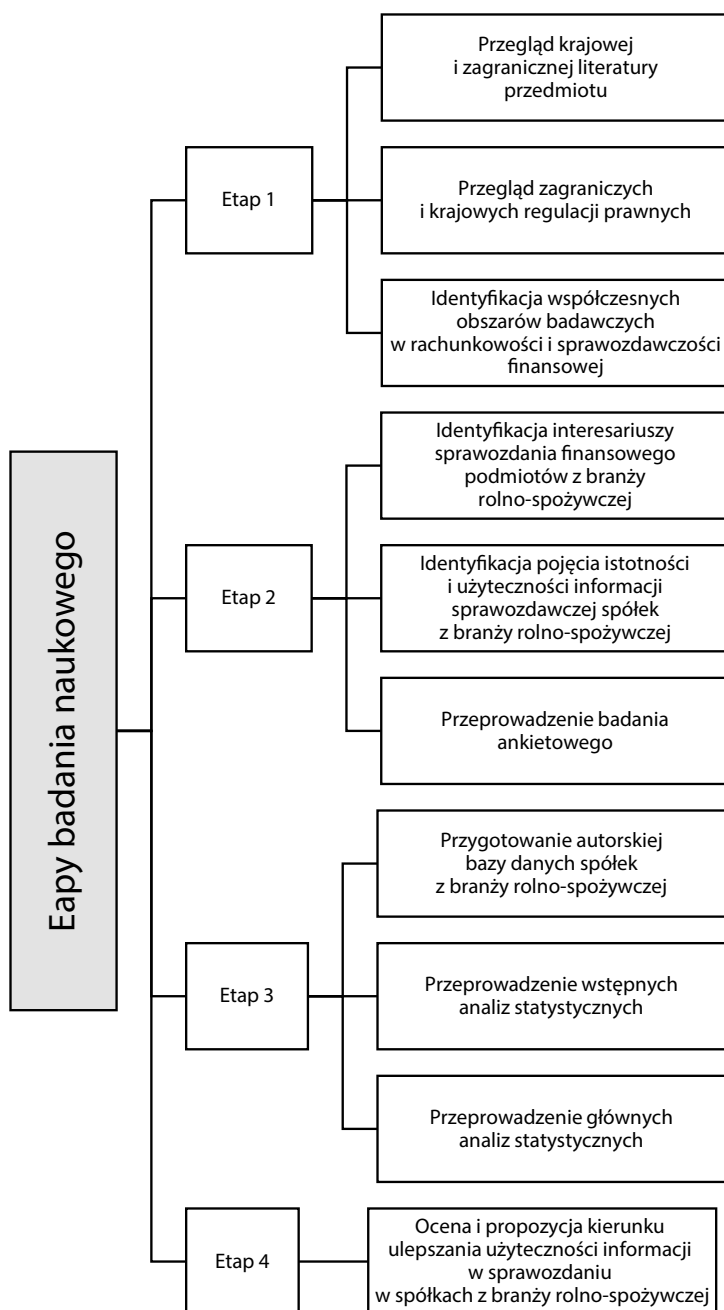 Eapy badania naukowego
Etap 1
Przegląd krajowej
i zagranicznej literatury
przedmiotu
Przegląd zagraniczych
i krajowych regulacji prawnych
Identyfikacja współczesnych
obszarów badawczych
w rachunkowości i sprawozdawczości
finansowej
Etap 2
Identyfikacja interesariuszy
sprawozdania finansowego
podmiotów z branży
rolno-spożywczej
Identyfikacja pojęcia istotności
i użyteczności informacji
sprawozdawczej spółek
z branży rolno-spożywczej
Przeprowadzenie badania
ankietowego
Etap 3
Przygotowanie autorskiej
bazy danych spółek
z branży rolno-spożywczej
Przeprowadzenie wstępnych
analiz statystycznych
Przeprowadzenie głównych
analiz statystycznych
Etap 4
Ocena i propozycja kierunku
ulepszania użyteczności informacji
w sprawozdaniu
w spółkach z branży rolno-spożywczej